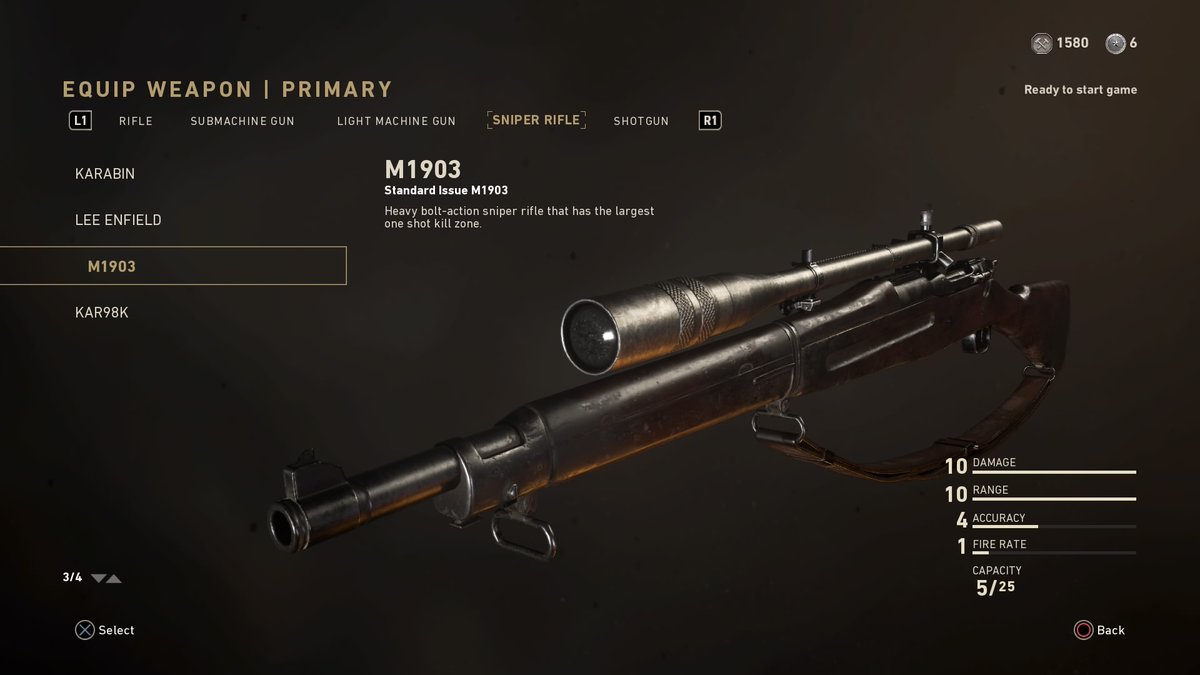 1580 6
EQUIP WEAPON | PRIMARY
Ready to start game
L1 RIFLE SUBMACHINE GUN LIGHT MACHINE GUN SNIPER RIFLE SHOTGUN R1
KARABIN
LEE ENFIELD
M1903
KAR98K
M1903
Standard Issue M1903
Heavy bolt-action sniper rifle that has the largest
one shot kill zone.
10 DAMAGE
10 RANGE
4 ACCURACY
1 FIRE RATE
CAPACITY
5/25
3/4
Select
Back